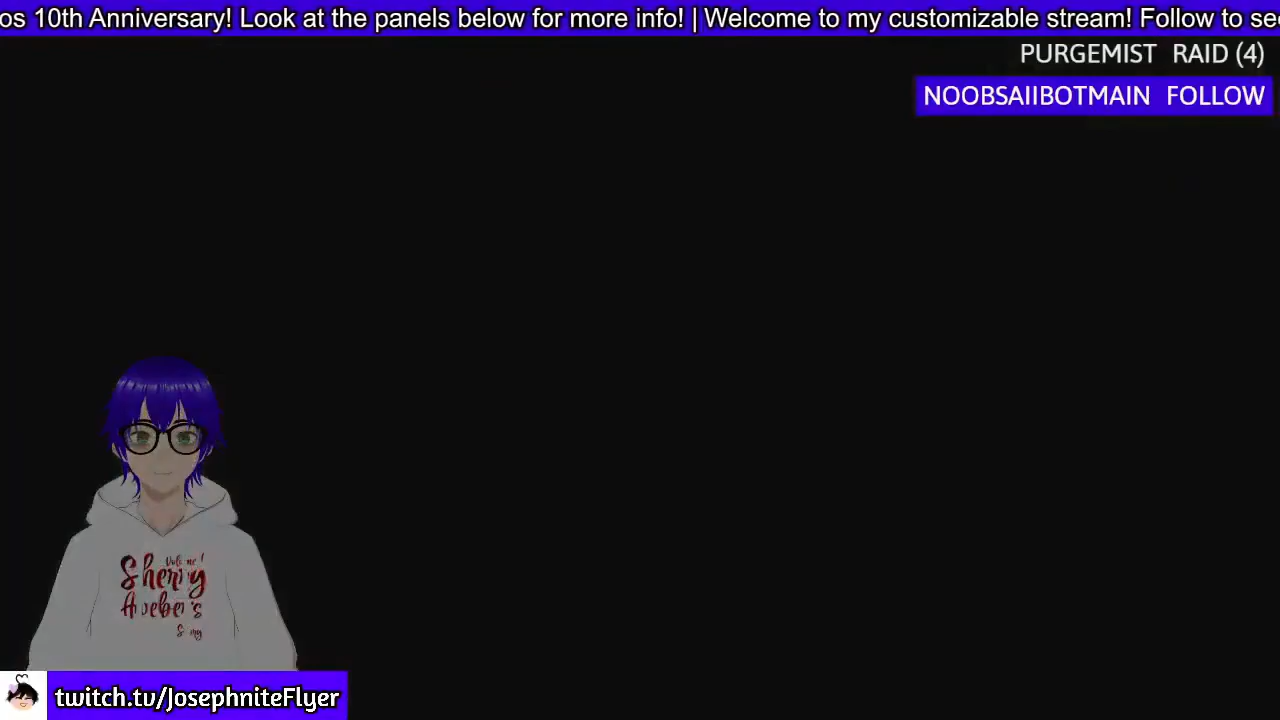 os 10th Anniversary! Look at the panels below for more info! | Welcome to my customizable stream! Follow to se
PURGEMIST RAID (4)
NOOBSAIIBOTMAIN FOLLOW
Sherry
twitch.tv/JosephniteFlyer